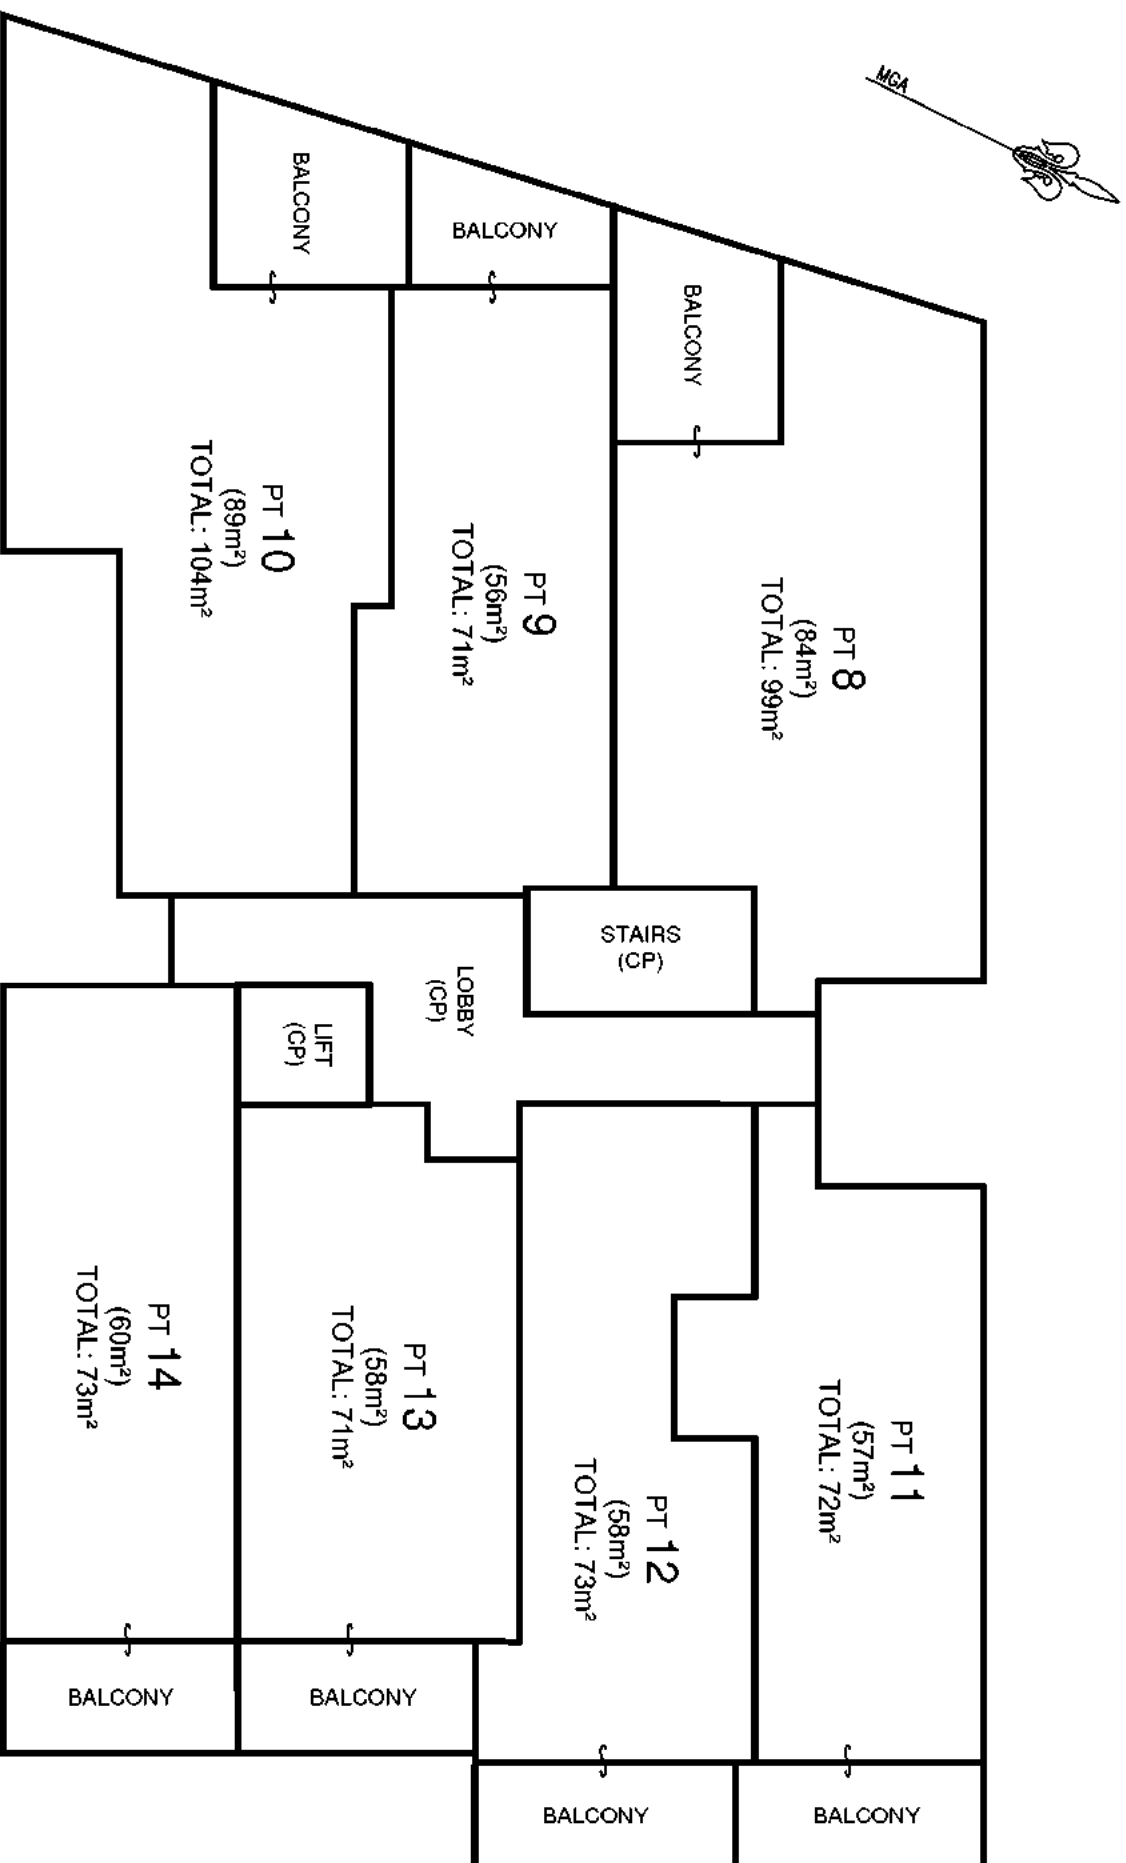 MGA
BALCONY
BALCONY
BALCONY
PT 10
(89m²)
TOTAL: 104m²
PT 9
(56m²)
TOTAL: 71m²
PT 8
(84m²)
TOTAL: 99m²
STAIRS
(CP)
LOBBY
(CP)
LIFT
(CP)
PT 14
(60m²)
TOTAL: 73m²
PT 13
(58m²)
TOTAL: 71m²
PT 12
(58m²)
TOTAL: 73m²
PT 11
(57m²)
TOTAL: 72m²
BALCONY
BALCONY
BALCONY
BALCONY